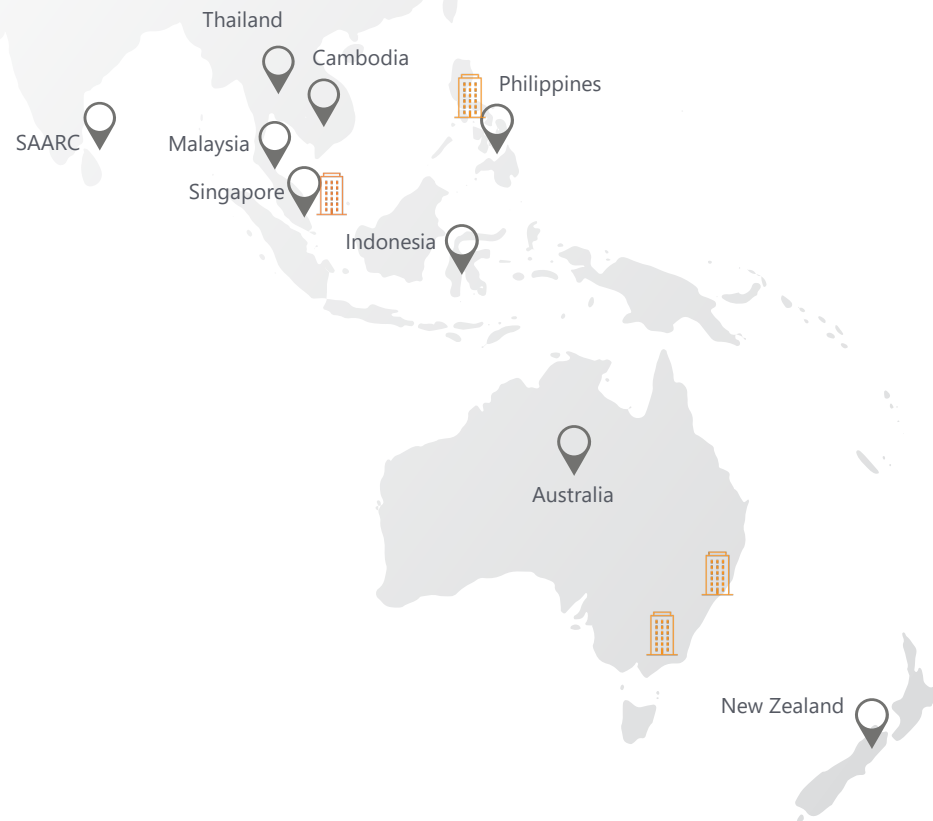 Thailand
Cambodia
Philippines
SAARC
Malaysia
Singapore
Indonesia
Australia
New Zealand